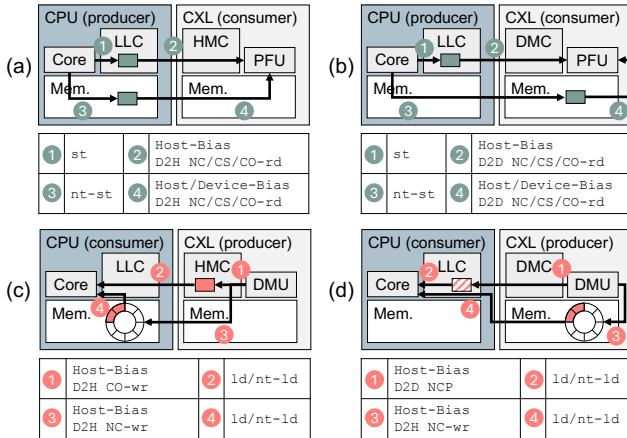 (a)
CPU (producer) CXL (consumer)
1 LLC 2 HMC
Core PFU
Mem. Mem.
3 4
1 st 2 Host-Bias
D2H NC/CS/CO-rd
3 nt-st 4 Host/Device-Bias
D2H NC/CS/CO-rd
(b)
CPU (producer) CXL (consumer)
1 LLC 2 DMC
Core PFU
Mem. Mem.
3 4
1 st 2 Host-Bias
D2D NC/CS/CO-rd
3 nt-st 4 Host/Device-Bias
D2D NC/CS/CO-rd
(c)
CPU (consumer) CXL (producer)
LLC 2 HMC 1
Core DMU
Mem. 4 Mem.
3
1 Host-Bias
D2H CO-wr
2 ld/nt-ld
3 Host-Bias
D2H NC-wr
4 ld/nt-ld
(d)
CPU (consumer) CXL (producer)
2 LLC DMC 1
Core DMU
Mem. 4 Mem.
3
1 Host-Bias
D2D NCP
2 ld/nt-ld
3 Host-Bias
D2H NC-wr
4 ld/nt-ld